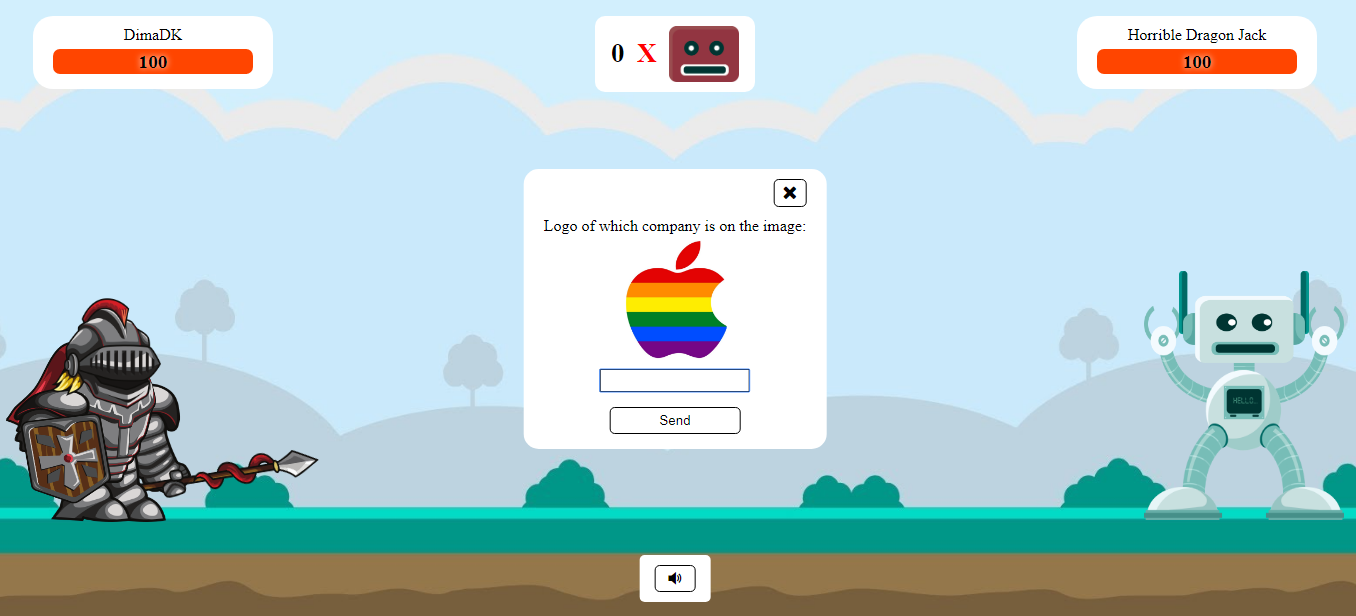 DimaDK
100
0 X
Horrible Dragon Jack
100
Logo of which company is on the image:
Send
HELLO..